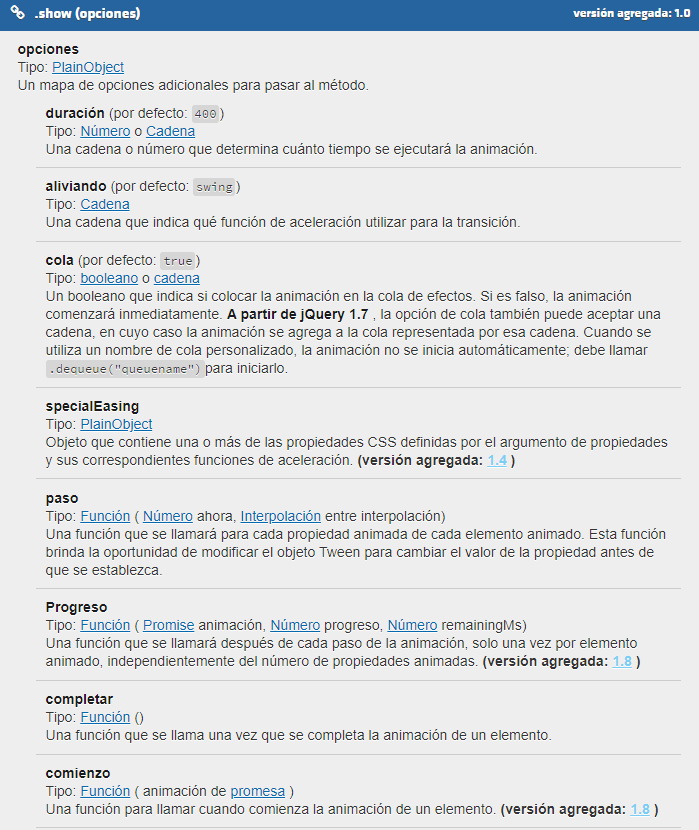 .show (opciones)
versión agregada: 1.0
opciones
Tipo: PlainObject
Un mapa de opciones adicionales para pasar al método.
duración (por defecto: 400 )
Tipo: Número o Cadena
Una cadena o número que determina cuánto tiempo se ejecutará la animación.
aliviando (por defecto: swing )
Tipo: Cadena
Una cadena que indica qué función de aceleración utilizar para la transición.
cola (por defecto: true )
Tipo: booleano o cadena
Un booleano que indica si colocar la animación en la cola de efectos. Si es falso, la animación
comenzará inmediatamente. A partir de jQuery 1.7 , la opción de cola también puede aceptar una
cadena, en cuyo caso la animación se agrega a la cola representada por esa cadena. Cuando se
utiliza un nombre de cola personalizado, la animación no se inicia automáticamente; debe llamar
.dequeue("queuename") para iniciarlo.
specialEasing
Tipo: PlainObject
Objeto que contiene una o más de las propiedades CSS definidas por el argumento de propiedades
y sus correspondientes funciones de aceleración. (versión agregada: 1.4 )
paso
Tipo: Función ( Número ahora, Interpolación entre interpolación)
Una función que se llamará para cada propiedad animada de cada elemento animado. Esta función
brinda la oportunidad de modificar el objeto Tween para cambiar el valor de la propiedad antes de
que se establezca.
Progreso
Tipo: Función ( Promise animación, Número progreso, Número remainingMs)
Una función que se llamará después de cada paso de la animación, solo una vez por elemento
animado, independientemente del número de propiedades animadas. (versión agregada: 1.8 )
completar
Tipo: Función ()
Una función que se llama una vez que se completa la animación de un elemento.
comienzo
Tipo: Función ( animación de promesa )
Una función para llamar cuando comienza la animación de un elemento. (versión agregada: 1.8 )